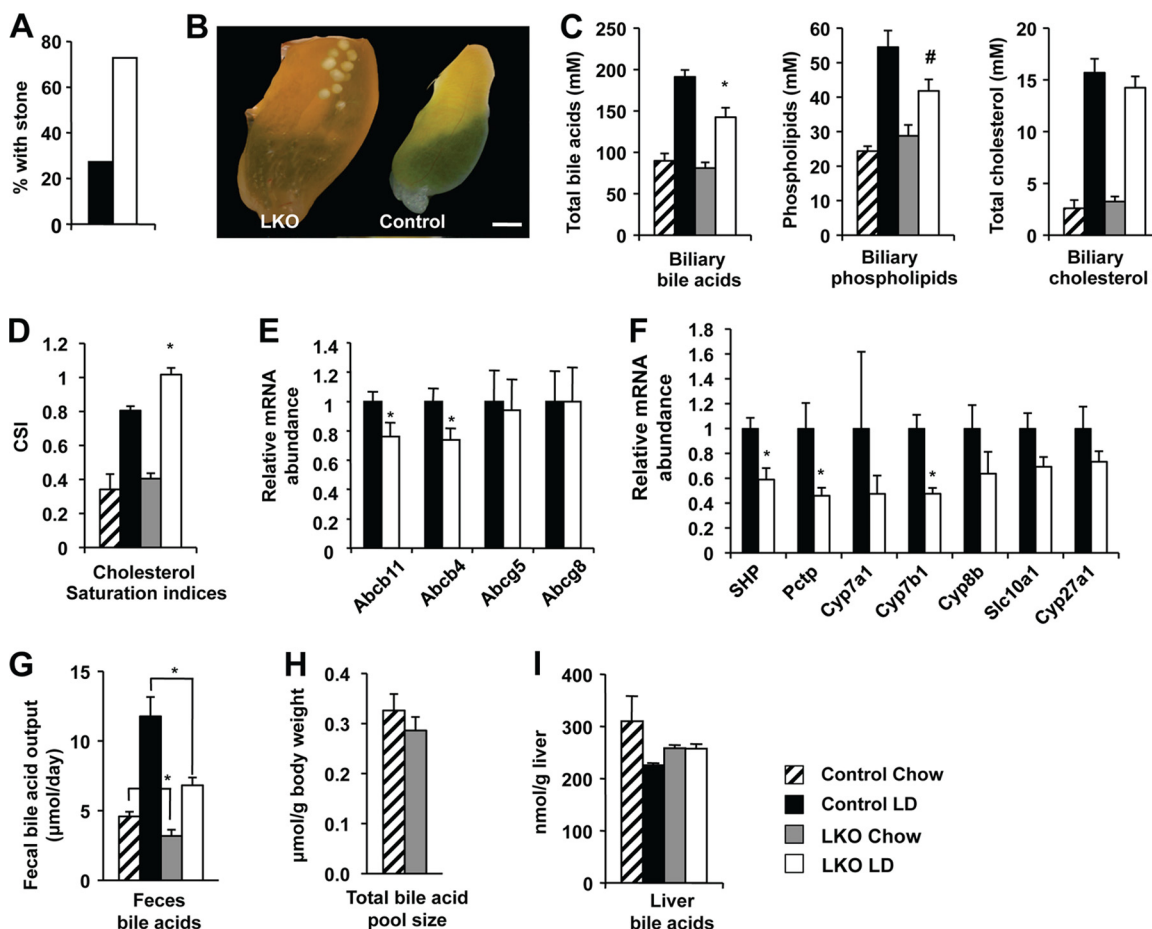 A
% with stone
80
60
40
20
0
B
LKO
Control
C
Total bile acids (mM)
250
200
150
100
50
0
*
Biliary
bile acids
Phospholipids (mM)
60
50
40
30
20
10
0
#
Biliary
phospholipids
Total cholesterol (mM)
20
15
10
5
0
Biliary
cholesterol
D
CSI
1.2
1
0.8
0.6
0.4
0.2
0
*
Cholesterol
Saturation indices
E
Relative mRNA
abundance
1.4
1.2
1
0.8
0.6
0.4
0.2
0
*
*
Abcb11
Abcb4
Abcg5
Abcg8
F
Relative mRNA
abundance
1.8
1.6
1.4
1.2
1
0.8
0.6
0.4
0.2
0
*
*
*
SHP
Pctp
Cyp7a1
Cyp7b1
Cyp8b
Slc10a1
Cyp27a1
G
Fecal bile acid output
(µmol/day)
15
10
5
0
*
*
Feces
bile acids
H
µmol/g body weight
0.4
0.3
0.2
0.1
0.0
Total bile acid
pool size
I
nmol/g liver
400
300
200
100
0
Liver
bile acids
Control Chow
Control LD
LKO Chow
LKO LD